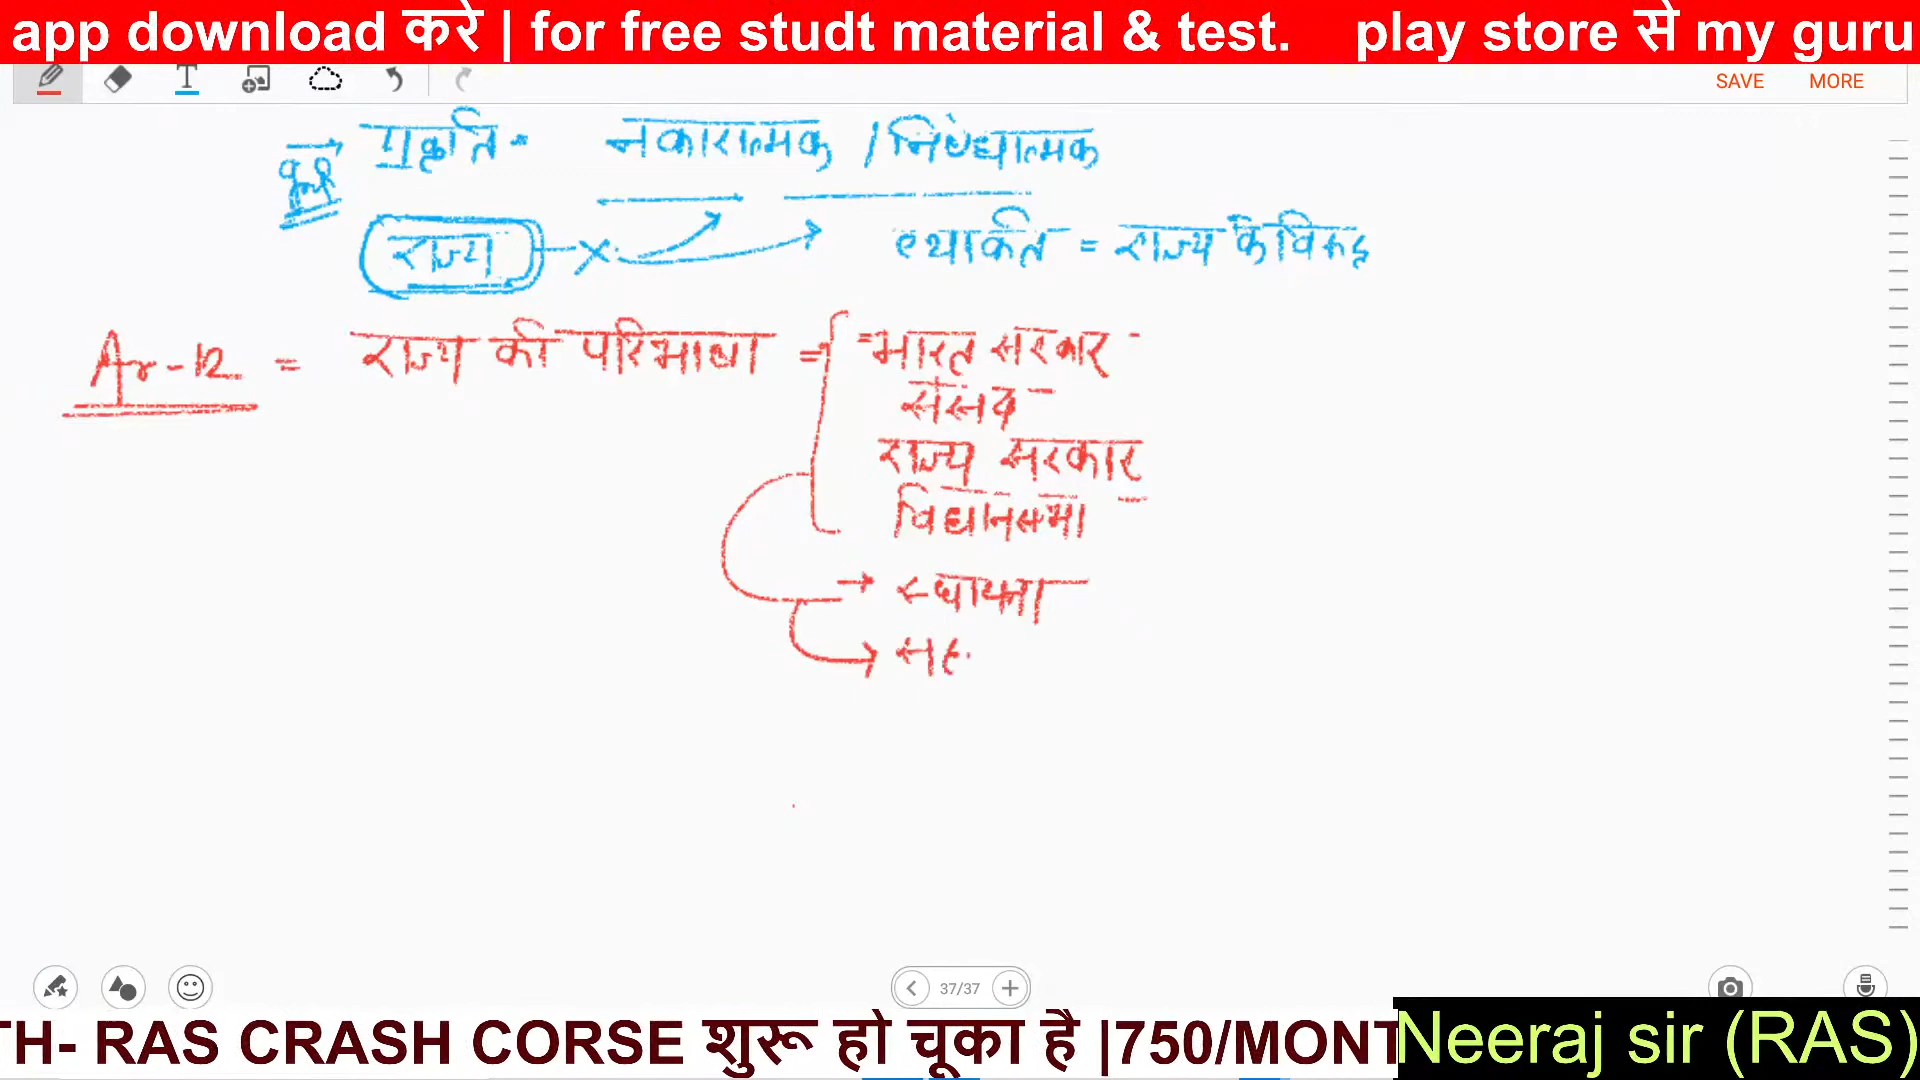 app download करे | for free studt material & test. play store से my guru
T SAVE MORE
प्रकृति - नकारात्मक / निषेधात्मक
राज्य × = राज्य के विरुद्ध
Ar-12 = राज्य की परिभाषा = भारत सरकार
संसद
राज्य सरकार
विधानसभा
37/37
TH- RAS CRASH CORSE शुरू हो चूका है |750/MONT
Neeraj sir (RAS)